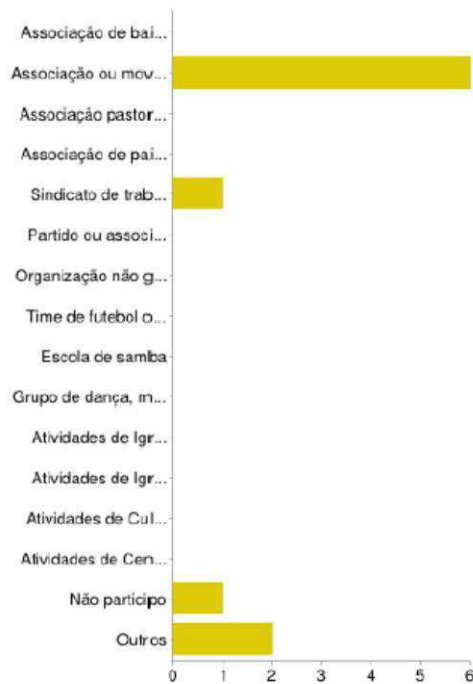 Associação de bai...
Associação ou mov...
Associação pastor...
Associação de pai...
Sindicato de trab...
Partido ou associ...
Organização não g...
Time de futebol o...
Escola de samba
Grupo de dança, m...
Atividades de Igr...
Atividades de Igr...
Atividades de Cul...
Atividades de Cen...
Não participo
Outros
0 1 2 3 4 5 6